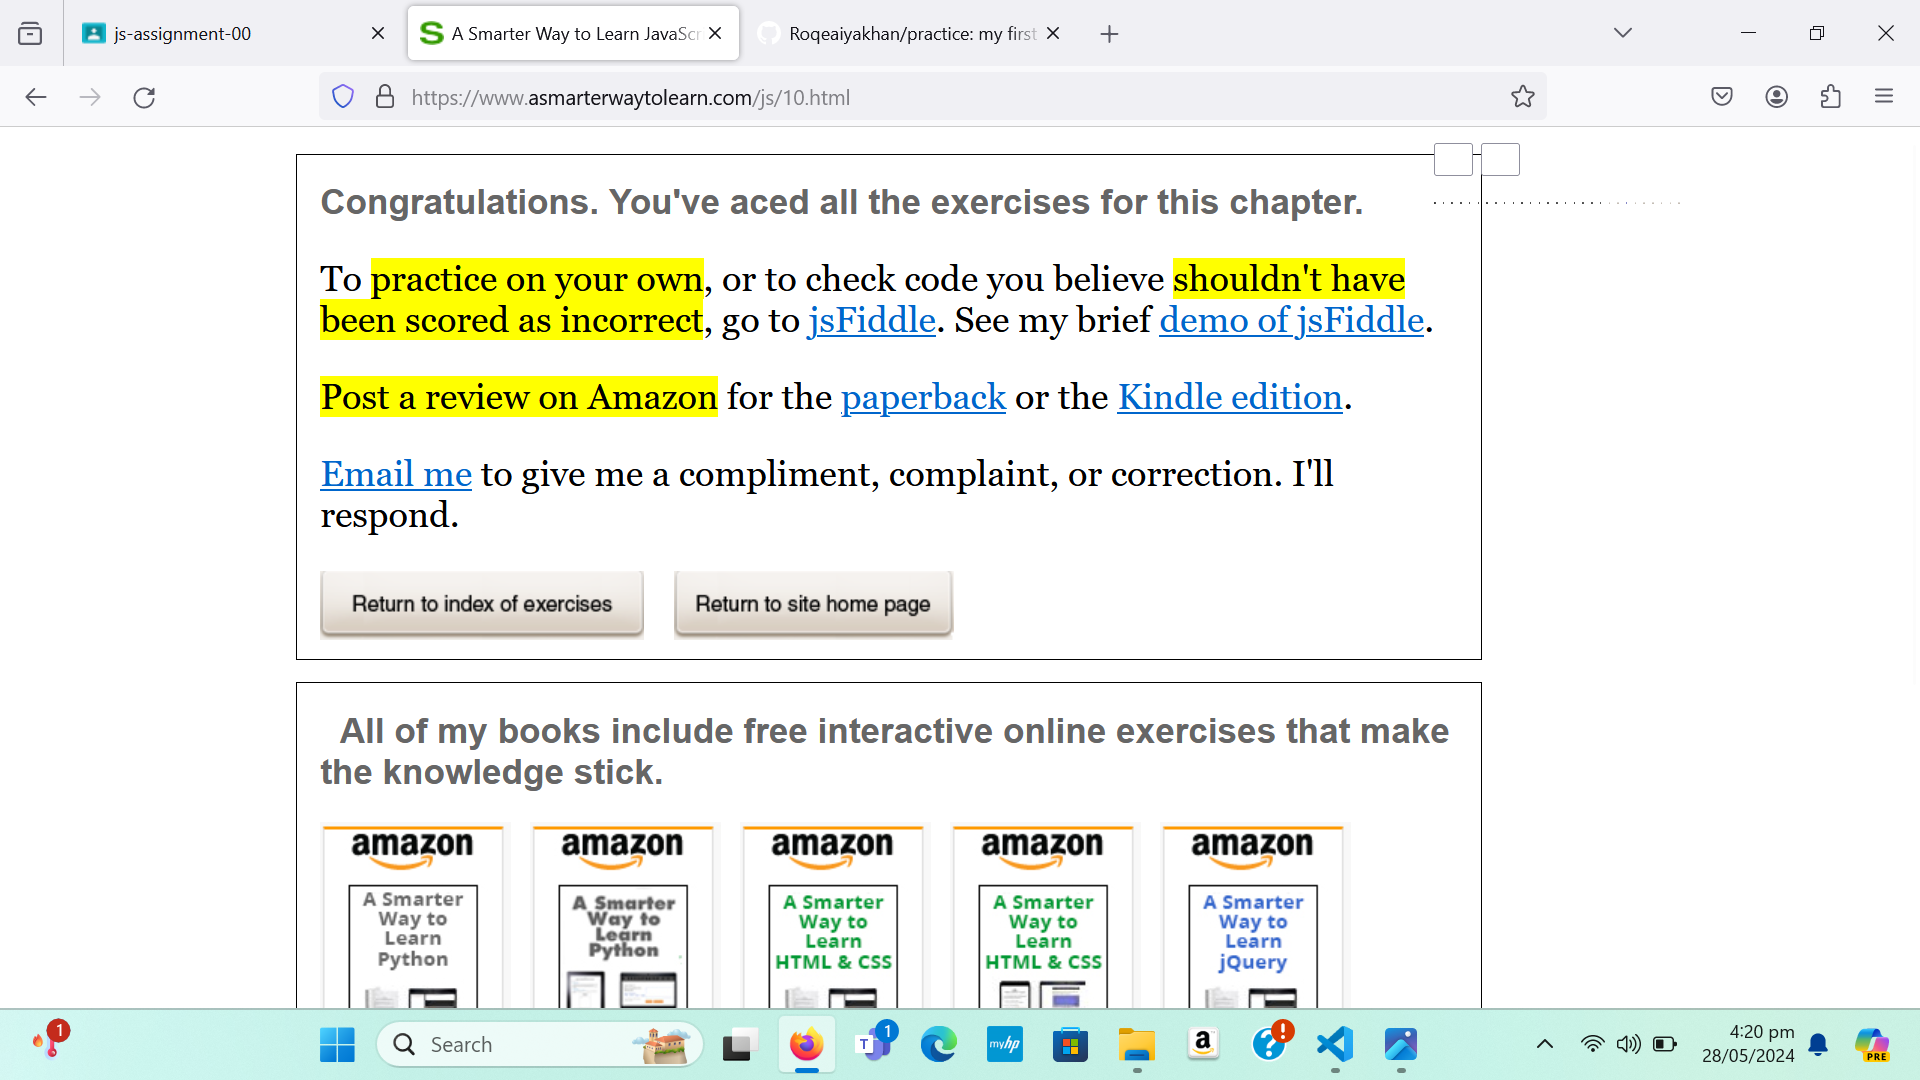 js-assignment-00
A Smarter Way to Learn JavaScr
Roqeaiyakhan/practice: my first
https://www.asmarterwaytolearn.com/js/10.html
Congratulations. You've aced all the exercises for this chapter.
To practice on your own, or to check code you believe shouldn't have
been scored as incorrect, go to jsFiddle. See my brief demo of jsFiddle.
Post a review on Amazon for the paperback or the Kindle edition.
Email me to give me a compliment, complaint, or correction. I'll
respond.
Return to index of exercises
Return to site home page
All of my books include free interactive online exercises that make
the knowledge stick.
amazon
A Smarter
Way to
Learn
Python
amazon
A Smarter
Way to
Learn
Python
amazon
A Smarter
Way to
Learn
HTML & CSS
amazon
A Smarter
Way to
Learn
HTML & CSS
amazon
A Smarter
Way to
Learn
jQuery
1
Search
T
1
myhp
a
?
!
4:20 pm
28/05/2024
PRE